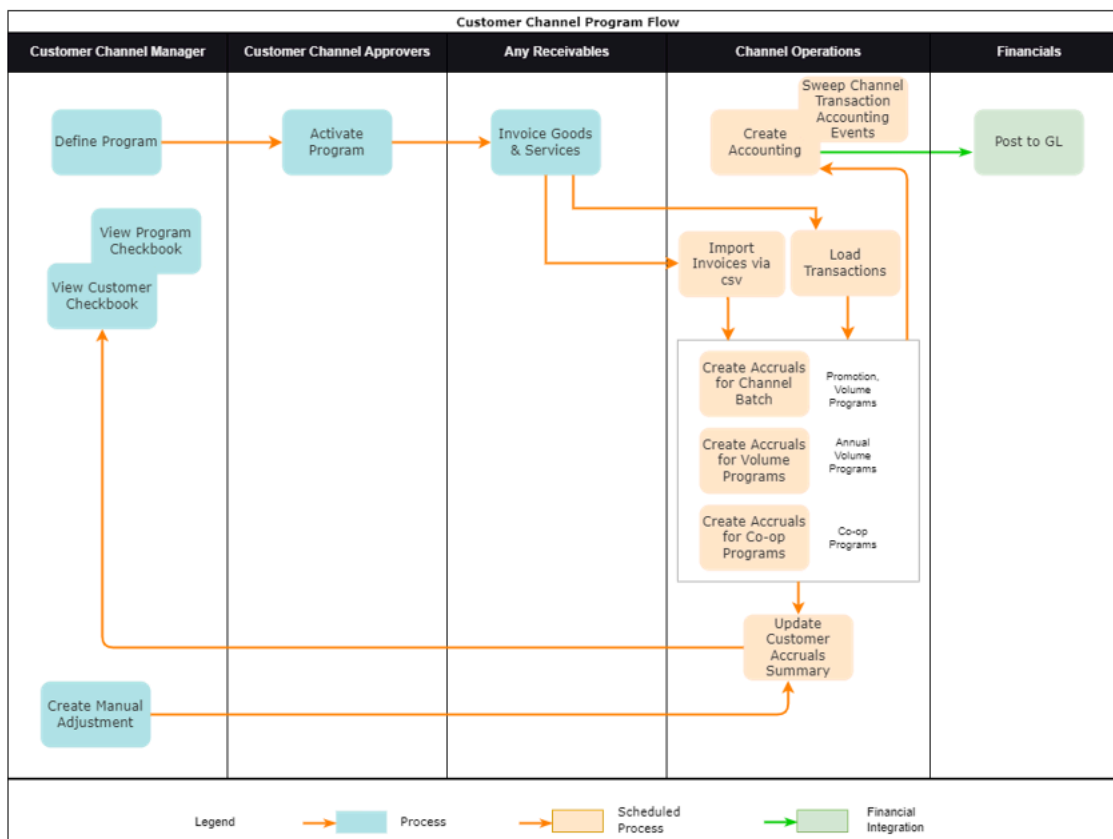 Customer Channel Program Flow
Customer Channel Manager
Customer Channel Approvers
Any Receivables
Channel Operations
Financials
Define Program
Activate
Program
Invoice Goods
& Services
Create
Accounting
Sweep Channel
Transaction
Accounting
Events
Post to GL
View Program
Checkbook
View Customer
Checkbook
Import
Invoices via
csv
Load
Transactions
Create Accruals
for Channel
Batch
Promotion,
Volume
Programs
Create Accruals
for Volume
Programs
Annual
Volume
Programs
Create Accruals
for Co-op
Programs
Co-op
Programs
Update
Customer
Accruals
Summary
Create Manual
Adjustment
Legend
Process
Scheduled
Process
Financial
Integration